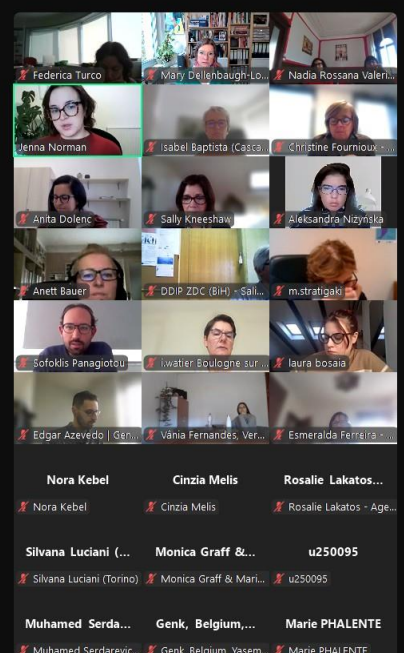 Federica Turco
Mary Dellenbaugh-Lo...
Nadia Rossana Valeri...
Jenna Norman
Isabel Baptista (Casca...
Christine Fournioux - ...
Anita Dolenc
Sally Kneeshaw
Aleksandra Niżyńska
Anett Bauer
DDIP ZDC (BiH) - Sali...
m.stratigaki
Sofoklis Panagiotou
i.watier Boulogne sur ...
laura bosaia
Edgar Azevedo | Gen...
Vânia Fernandes, Ver...
Esmeralda Ferreira - ...
Nora Kebel
Cinzia Melis
Rosalie Lakatos...
Nora Kebel
Cinzia Melis
Rosalie Lakatos - Age...
Silvana Luciani (...
Monica Graff &...
u250095
Silvana Luciani (Torino)
Monica Graff & Mari...
u250095
Muhamed Serda...
Genk, Belgium,...
Marie PHALENTE
Muhamed Serdarevic...
Genk, Belgium, Yasem...
Marie PHALENTE